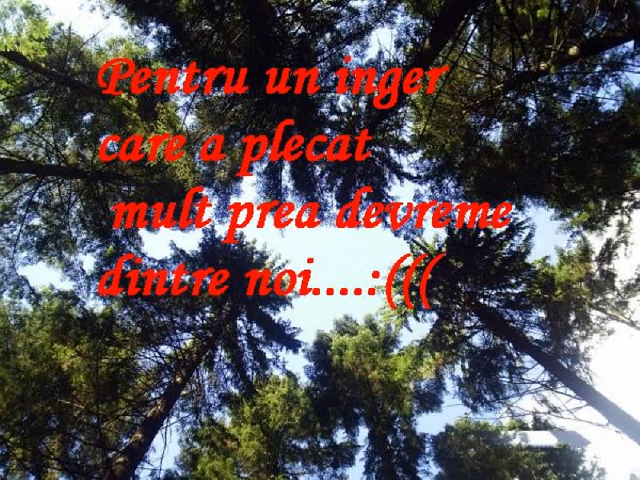 Pentru un inger
care a plecat
mult prea devreme
dintre noi....:(((